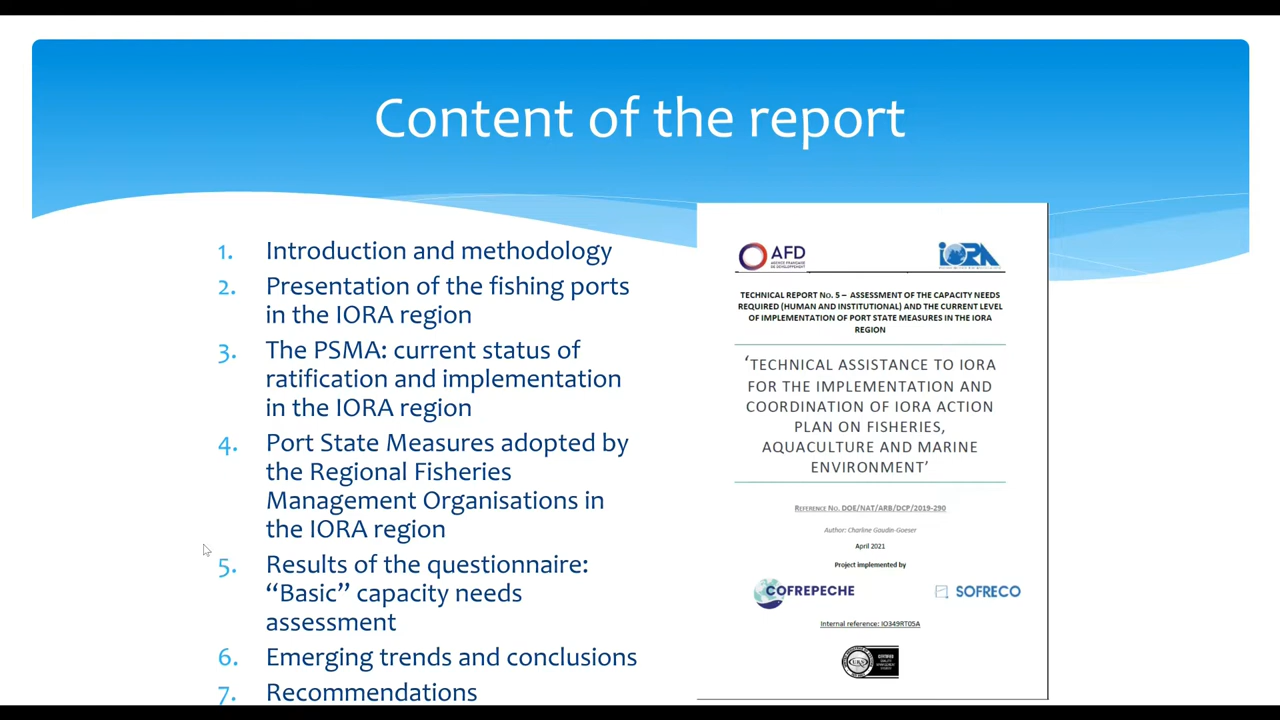 Content of the report
1. Introduction and methodology
2. Presentation of the fishing ports
in the IORA region
3. The PSMA: current status of
ratification and implementation
in the IORA region
4. Port State Measures adopted by
the Regional Fisheries
Management Organisations in
the IORA region
5. Results of the questionnaire:
“Basic” capacity needs
assessment
6. Emerging trends and conclusions
7. Recommendations
AFD
AGENCE FRANÇAISE
DE DÉVELOPPEMENT
IORA
TECHNICAL REPORT No. 5 – ASSESSMENT OF THE CAPACITY NEEDS
REQUIRED (HUMAN AND INSTITUTIONAL) AND THE CURRENT LEVEL
OF IMPLEMENTATION OF PORT STATE MEASURES IN THE IORA
REGION
‘TECHNICAL ASSISTANCE TO IORA
FOR THE IMPLEMENTATION AND
COORDINATION OF IORA ACTION
PLAN ON FISHERIES,
AQUACULTURE AND MARINE
ENVIRONMENT’
REFERENCE NO. DOE/NAT/ARB/DCP/2019-290
Author: Charline Gaudin-Goeser
April 2021
Project implemented by
COFREPECHE
SOFRECO
Internal reference: IO349RT05A
CERTIFIED